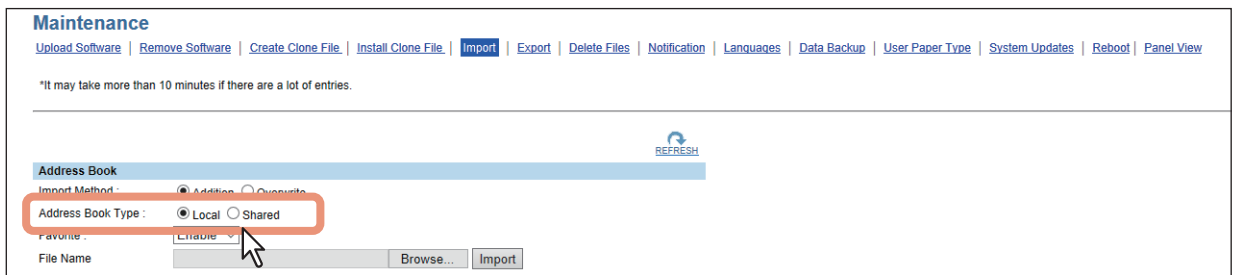 Maintenance
Upload Software | Remove Software | Create Clone File | Install Clone File | Import | Export | Delete Files | Notification | Languages | Data Backup | User Paper Type | System Updates | Reboot | Panel View
*It may take more than 10 minutes if there are a lot of entries.
REFRESH
Address Book
Import Method : Addition Overwrite
Address Book Type : Local Shared
Favorite : Enable
File Name Browse... Import